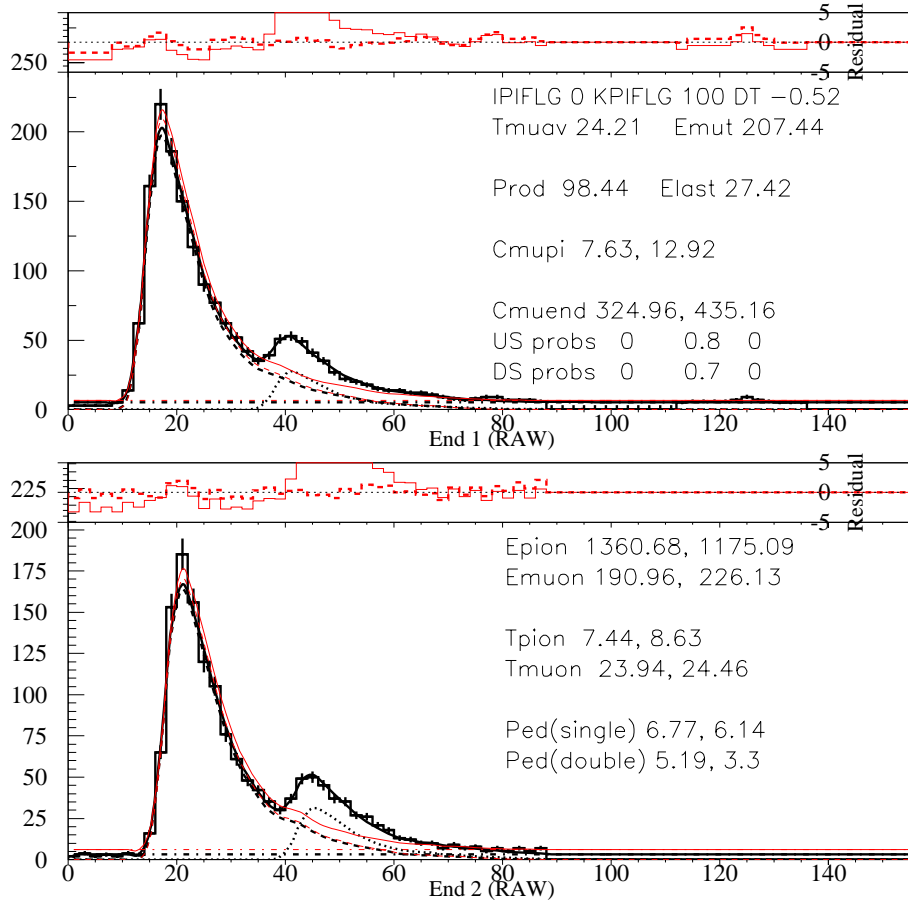 5
0
-5
Residual
250
200
150
100
50
0
IPIFLG 0 KPIFLG 100 DT −0.52
Tmuav 24.21 Emut 207.44
Prod 98.44 Elast 27.42
Cmupi 7.63, 12.92
Cmuend 324.96, 435.16
US probs 0 0.8 0
DS probs 0 0.7 0
0 20 40 60 80 100 120 140
End 1 (RAW)
5
0
-5
Residual
225
200
175
150
125
100
75
50
25
0
Epion 1360.68, 1175.09
Emuon 190.96, 226.13
Tpion 7.44, 8.63
Tmuon 23.94, 24.46
Ped(single) 6.77, 6.14
Ped(double) 5.19, 3.3
0 20 40 60 80 100 120 140
End 2 (RAW)